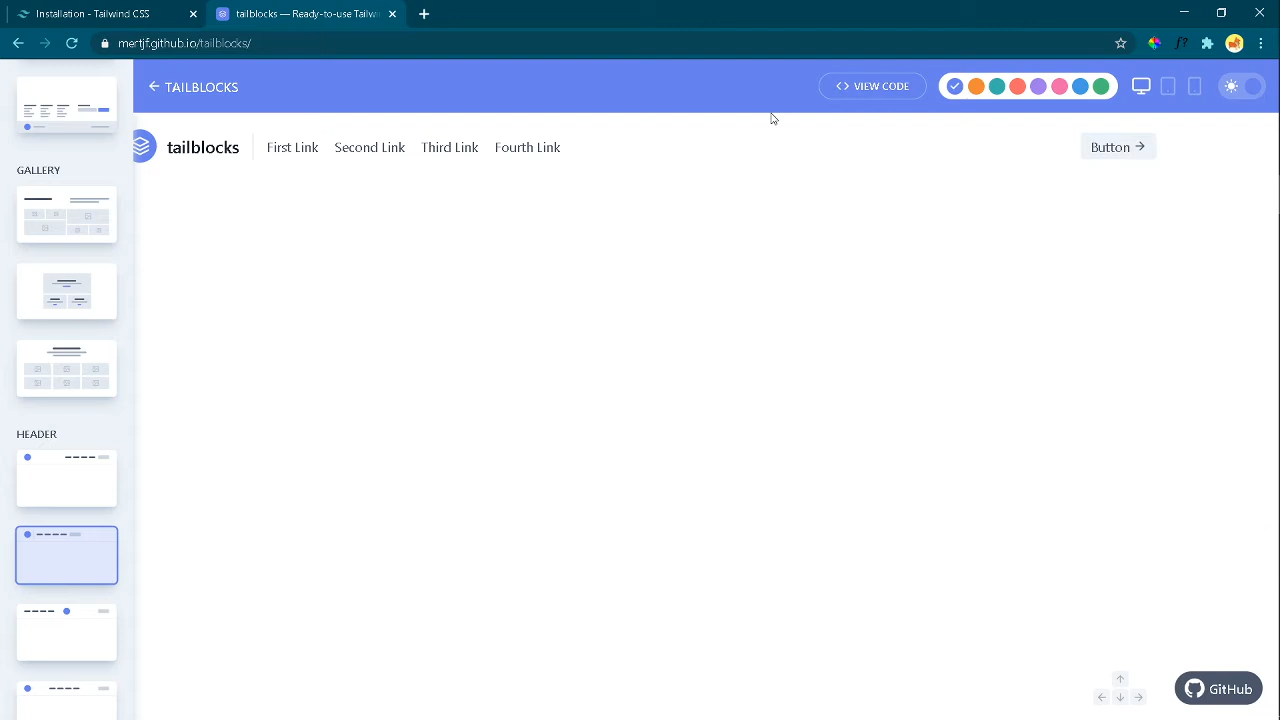 Installation - Tailwind CSS
tailblocks — Ready-to-use Tailwi
mertjf.github.io/tailblocks/
f?
TAILBLOCKS
VIEW CODE
tailblocks
First Link
Second Link
Third Link
Fourth Link
Button
GALLERY
HEADER
GitHub